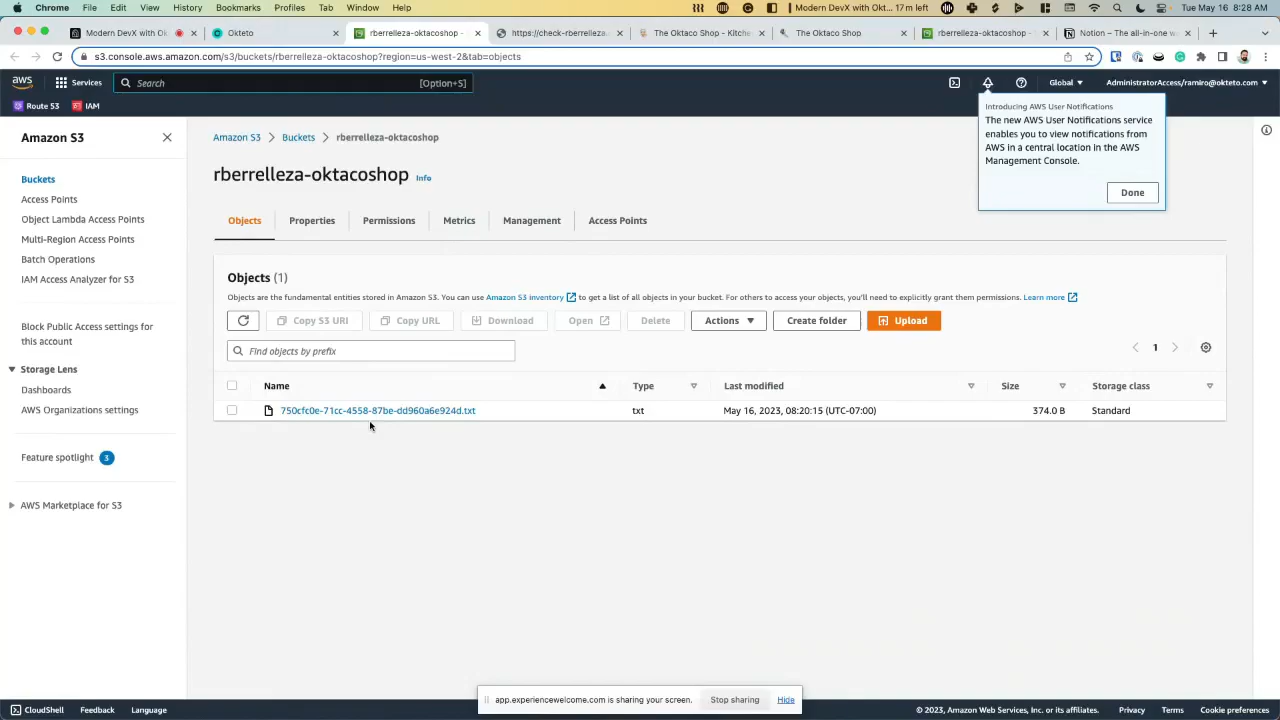 Chrome File Edit View History Bookmarks Profiles Tab Window Help Modern DevX with Okt... • 17 m left Tue May 16 8:28 AM
Modern DevX with Ok Okteto rberrelleza-oktacoshop - https://check-rberrelleza. The Oktaco Shop - Kitche The Oktaco Shop rberrelleza-oktacoshop - Notion – The all-in-one w
s3.console.aws.amazon.com/s3/buckets/rberrelleza-oktacoshop?region=us-west-2&tab=objects
aws Services Search [Option+S] Global AdministratorAccess/ramiro@okteto.com
Route 53 IAM
Introducing AWS User Notifications
The new AWS User Notifications service
enables you to view notifications from
AWS in a central location in the AWS
Management Console.
Done
Amazon S3
Buckets
Access Points
Object Lambda Access Points
Multi-Region Access Points
Batch Operations
IAM Access Analyzer for S3
Block Public Access settings for
this account
Storage Lens
Dashboards
AWS Organizations settings
Feature spotlight 3
AWS Marketplace for S3
Amazon S3 > Buckets > rberrelleza-oktacoshop
rberrelleza-oktacoshop Info
Objects Properties Permissions Metrics Management Access Points
Objects (1)
Objects are the fundamental entities stored in Amazon S3. You can use Amazon S3 inventory to get a list of all objects in your bucket. For others to access your objects, you'll need to explicitly grant them permissions. Learn more
Copy S3 URI Copy URL Download Open Delete Actions Create folder Upload
Find objects by prefix 1
Name Type Last modified Size Storage class
750cfc0e-71cc-4558-87be-dd960a6e924d.txt txt May 16, 2023, 08:20:15 (UTC-07:00) 374.0 B Standard
app.experiencewelcome.com is sharing your screen. Stop sharing Hide
CloudShell Feedback Language © 2023, Amazon Web Services, Inc. or its affiliates. Privacy Terms Cookie preferences